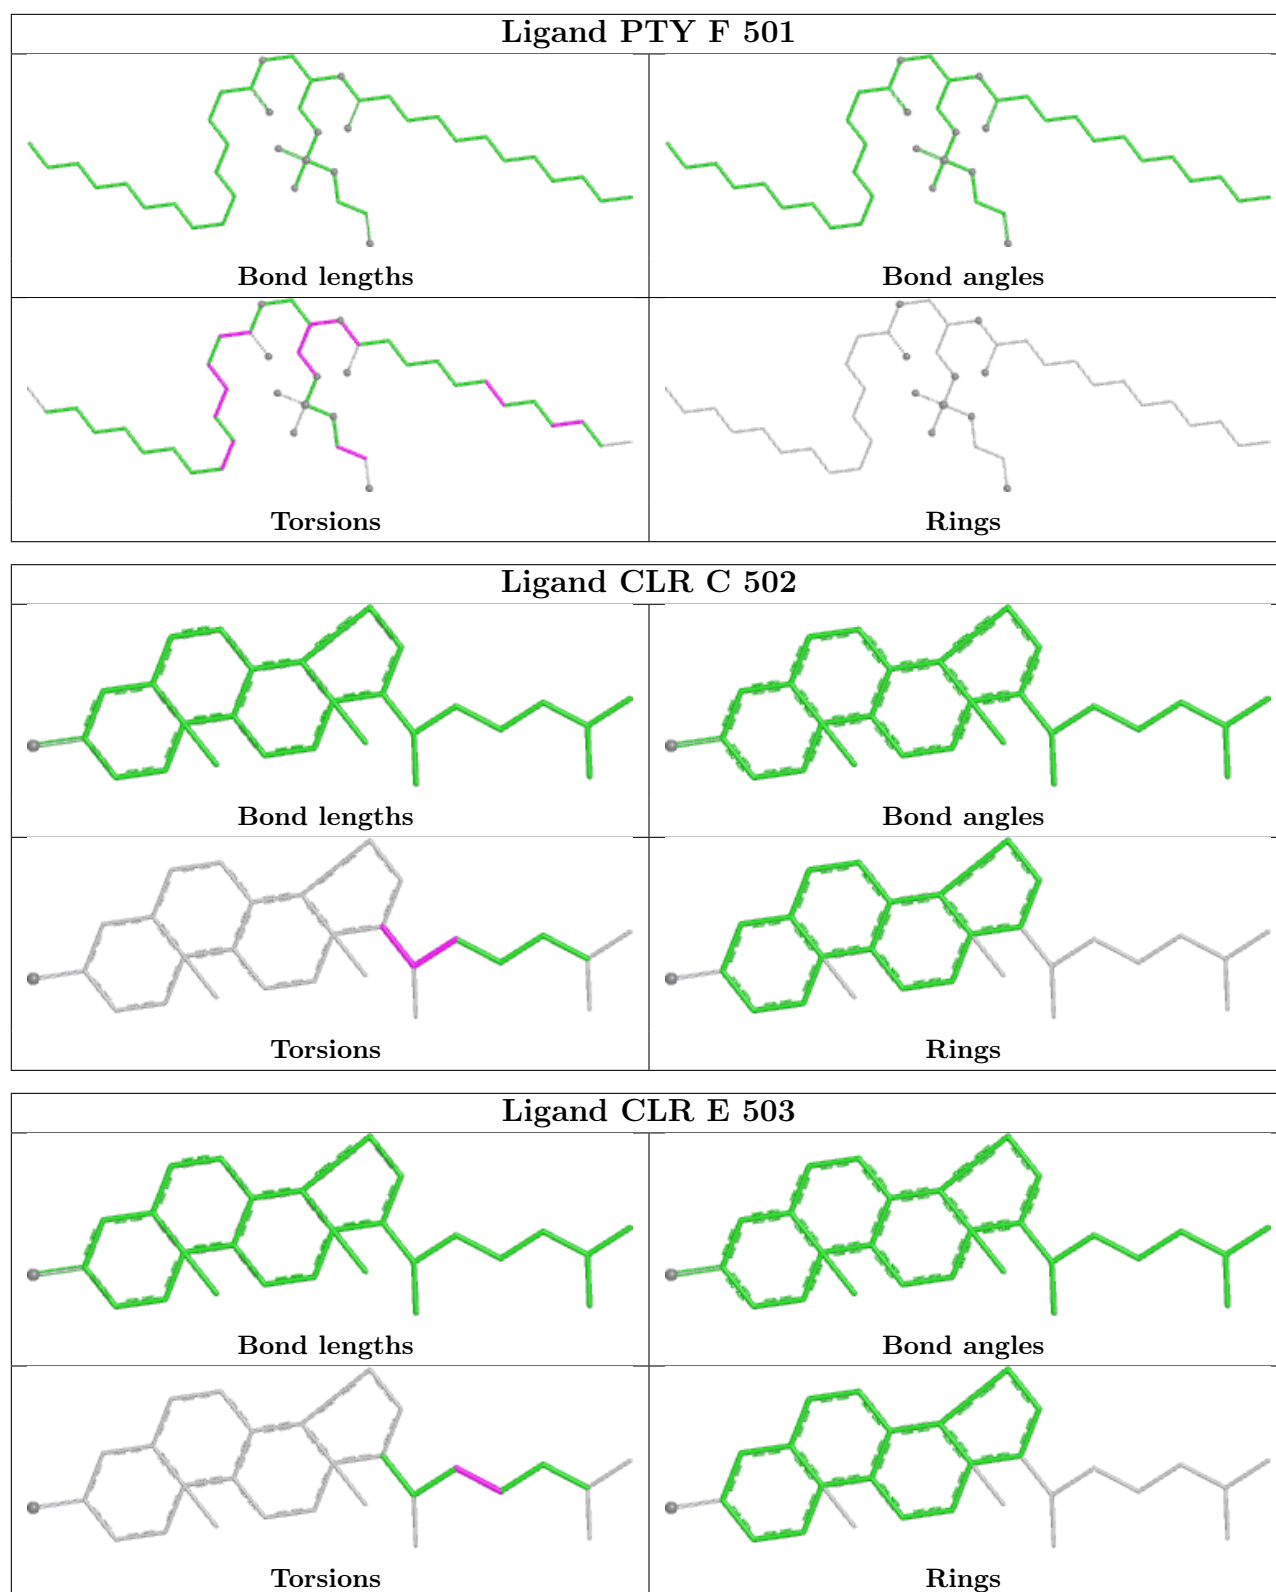 Ligand PTY F 501
Bond lengths
Bond angles
Torsions
Rings
Ligand CLR C 502
Bond lengths
Bond angles
Torsions
Rings
Ligand CLR E 503
Bond lengths
Bond angles
Torsions
Rings